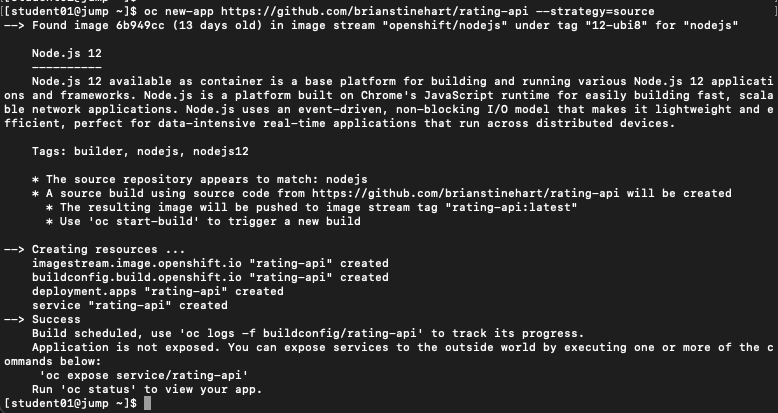 [[student01@jump ~]$ oc new-app https://github.com/brianstinehart/rating-api --strategy=source
--> Found image 6b949cc (13 days old) in image stream "openshift/nodejs" under tag "12-ubi8" for "nodejs"
Node.js 12
----------
Node.js 12 available as container is a base platform for building and running various Node.js 12 applicati
ons and frameworks. Node.js is a platform built on Chrome's JavaScript runtime for easily building fast, scala
ble network applications. Node.js uses an event-driven, non-blocking I/O model that makes it lightweight and e
fficient, perfect for data-intensive real-time applications that run across distributed devices.
Tags: builder, nodejs, nodejs12
* The source repository appears to match: nodejs
* A source build using source code from https://github.com/brianstinehart/rating-api will be created
* The resulting image will be pushed to image stream tag "rating-api:latest"
* Use 'oc start-build' to trigger a new build
--> Creating resources ...
imagestream.image.openshift.io "rating-api" created
buildconfig.build.openshift.io "rating-api" created
deployment.apps "rating-api" created
service "rating-api" created
--> Success
Build scheduled, use 'oc logs -f buildconfig/rating-api' to track its progress.
Application is not exposed. You can expose services to the outside world by executing one or more of the c
ommands below:
'oc expose service/rating-api'
Run 'oc status' to view your app.
[student01@jump ~]$